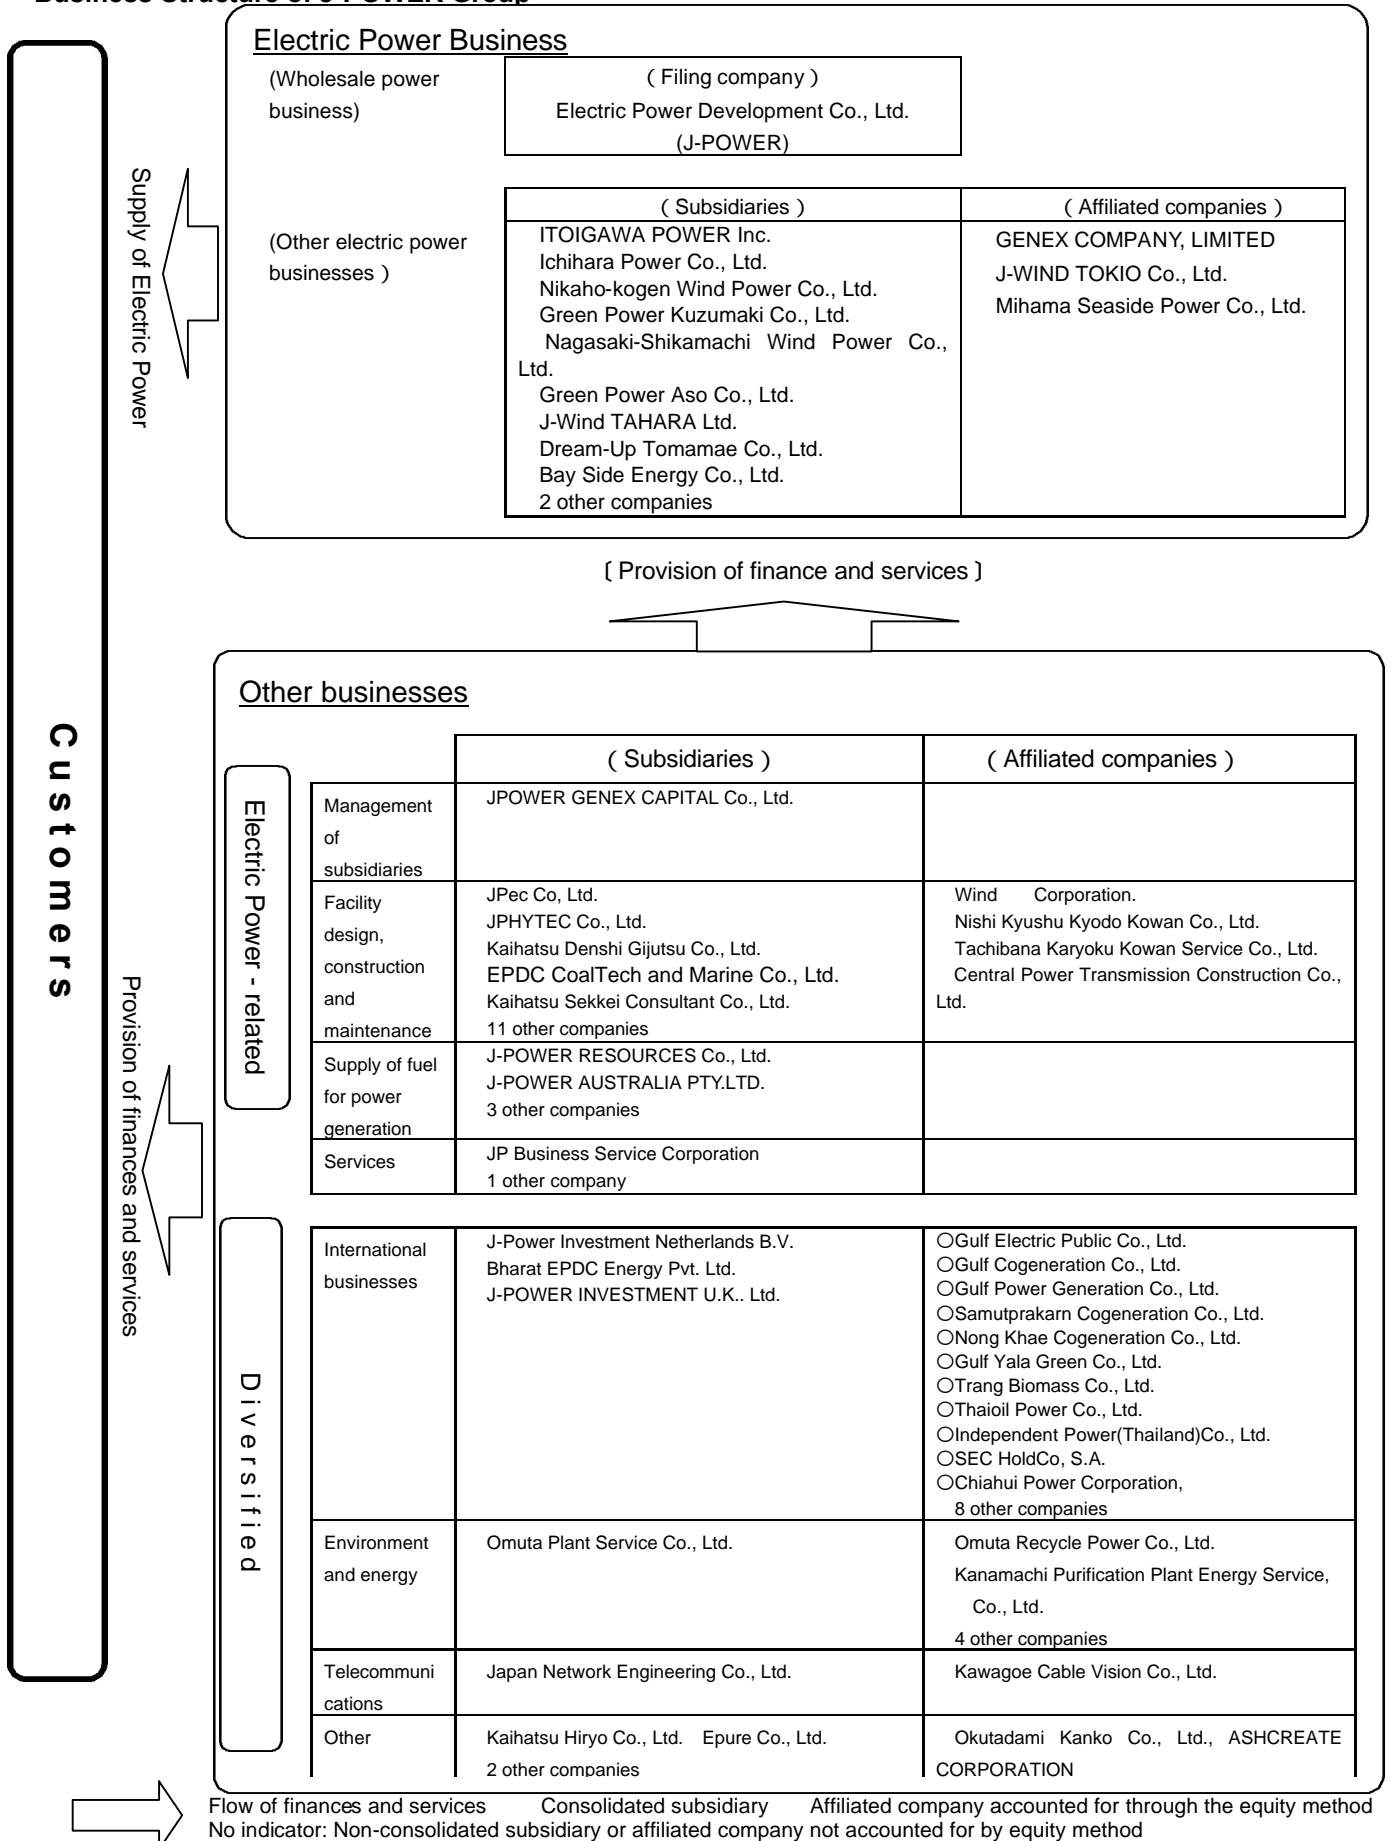 Business Structure of J-POWER Group
Electric Power Business
(Wholesale power
business)
( Filing company )
Electric Power Development Co., Ltd.
(J-POWER)
Supply of Electric Power
(Other electric power
businesses )
( Subsidiaries )
ITOIGAWA POWER Inc.
Ichihara Power Co., Ltd.
Nikaho-kogen Wind Power Co., Ltd.
Green Power Kuzumaki Co., Ltd.
Nagasaki-Shikamachi Wind Power Co.,
Ltd.
Green Power Aso Co., Ltd.
J-Wind TAHARA Ltd.
Dream-Up Tomamae Co., Ltd.
Bay Side Energy Co., Ltd.
2 other companies
( Affiliated companies )
GENEX COMPANY, LIMITED
J-WIND TOKIO Co., Ltd.
Mihama Seaside Power Co., Ltd.
〔 Provision of finance and services 〕
Customers
Provision of finances and services
Other businesses
( Subsidiaries )
( Affiliated companies )
Electric Power - related
Management
of
subsidiaries
JPOWER GENEX CAPITAL Co., Ltd.
Facility
design,
construction
and
maintenance
JPec Co, Ltd.
JPHYTEC Co., Ltd.
Kaihatsu Denshi Gijutsu Co., Ltd.
EPDC CoalTech and Marine Co., Ltd.
Kaihatsu Sekkei Consultant Co., Ltd.
11 other companies
Wind Corporation.
Nishi Kyushu Kyodo Kowan Co., Ltd.
Tachibana Karyoku Kowan Service Co., Ltd.
Central Power Transmission Construction Co.,
Ltd.
Supply of fuel
for power
generation
J-POWER RESOURCES Co., Ltd.
J-POWER AUSTRALIA PTY.LTD.
3 other companies
Services
JP Business Service Corporation
1 other company
Diversified
International
businesses
J-Power Investment Netherlands B.V.
Bharat EPDC Energy Pvt. Ltd.
J-POWER INVESTMENT U.K.. Ltd.
○Gulf Electric Public Co., Ltd.
○Gulf Cogeneration Co., Ltd.
○Gulf Power Generation Co., Ltd.
○Samutprakarn Cogeneration Co., Ltd.
○Nong Khae Cogeneration Co., Ltd.
○Gulf Yala Green Co., Ltd.
○Trang Biomass Co., Ltd.
○Thaioil Power Co., Ltd.
○Independent Power(Thailand)Co., Ltd.
○SEC HoldCo, S.A.
○Chiahui Power Corporation,
8 other companies
Environment
and energy
Omuta Plant Service Co., Ltd.
Omuta Recycle Power Co., Ltd.
Kanamachi Purification Plant Energy Service,
Co., Ltd.
4 other companies
Telecommuni
cations
Japan Network Engineering Co., Ltd.
Kawagoe Cable Vision Co., Ltd.
Other
Kaihatsu Hiryo Co., Ltd. Epure Co., Ltd.
2 other companies
Okutadami Kanko Co., Ltd., ASHCREATE
CORPORATION
Flow of finances and services Consolidated subsidiary Affiliated company accounted for through the equity method
No indicator: Non-consolidated subsidiary or affiliated company not accounted for by equity method